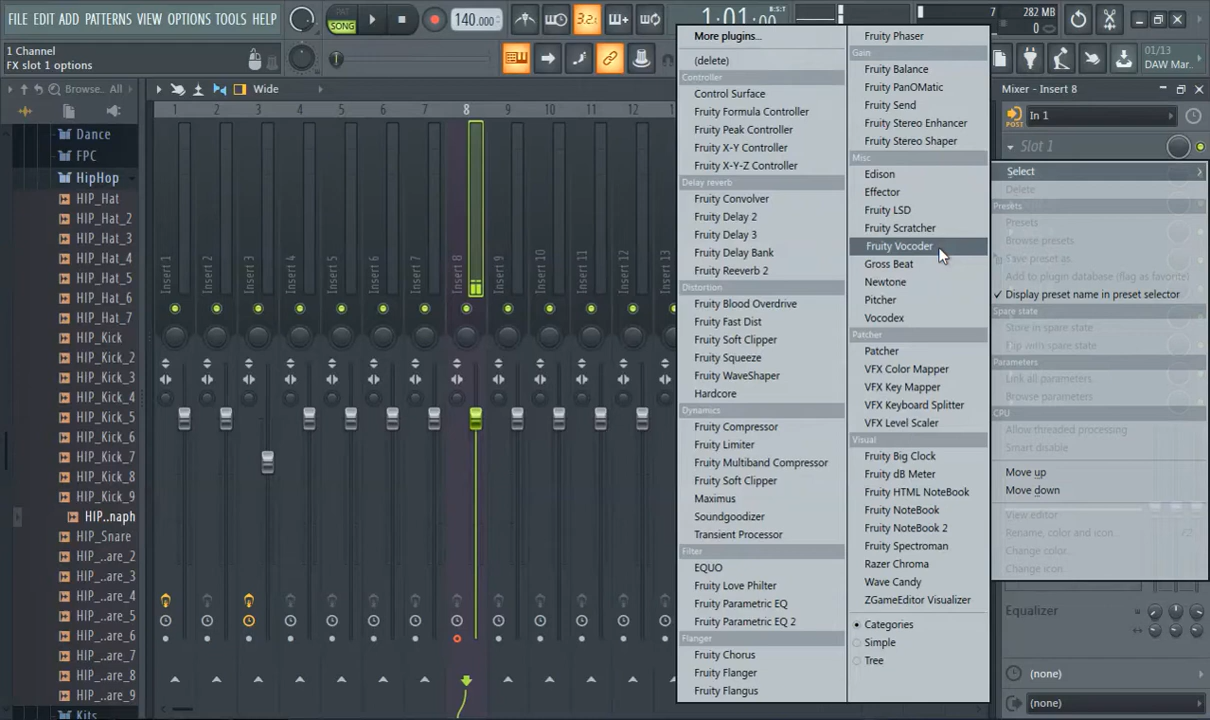 FILE EDIT ADD PATTERNS VIEW OPTIONS TOOLS HELP
PAT
SONG
140.000
3.2.
1:01:00
7
282 MB
0
1 Channel
FX slot 1 options
01/13
DAW Mar..
Browse.. All
Wide
Mixer - Insert 8
Dance
FPC
HipHop
HIP_Hat
HIP_Hat_2
HIP_Hat_3
HIP_Hat_4
HIP_Hat_5
HIP_Hat_6
HIP_Hat_7
HIP_Kick
HIP_Kick_2
HIP_Kick_3
HIP_Kick_4
HIP_Kick_5
HIP_Kick_6
HIP_Kick_7
HIP_Kick_8
HIP_Kick_9
HIP..naph
HIP_Snare
HIP_...are_2
HIP_...are_3
HIP_...are_4
HIP_...are_5
HIP_...are_6
HIP_...are_7
HIP_...are_8
HIP_...are_9
Kits
1 2 3 4 5 6 7 8 9 10 11 12
Insert 1
Insert 2
Insert 3
Insert 4
Insert 5
Insert 6
Insert 7
Insert 8
Insert 9
Insert 10
Insert 11
Insert 12
Insert 13
More plugins...
(delete)
Controller
Control Surface
Fruity Formula Controller
Fruity Peak Controller
Fruity X-Y Controller
Fruity X-Y-Z Controller
Delay reverb
Fruity Convolver
Fruity Delay 2
Fruity Delay 3
Fruity Delay Bank
Fruity Reeverb 2
Distortion
Fruity Blood Overdrive
Fruity Fast Dist
Fruity Soft Clipper
Fruity Squeeze
Fruity WaveShaper
Hardcore
Dynamics
Fruity Compressor
Fruity Limiter
Fruity Multiband Compressor
Fruity Soft Clipper
Maximus
Soundgoodizer
Transient Processor
Filter
EQUO
Fruity Love Philter
Fruity Parametric EQ
Fruity Parametric EQ 2
Flanger
Fruity Chorus
Fruity Flanger
Fruity Flangus
Fruity Phaser
Gain
Fruity Balance
Fruity PanOMatic
Fruity Send
Fruity Stereo Enhancer
Fruity Stereo Shaper
Misc
Edison
Effector
Fruity LSD
Fruity Scratcher
Fruity Vocoder
Gross Beat
Newtone
Pitcher
Vocodex
Patcher
Patcher
VFX Color Mapper
VFX Key Mapper
VFX Keyboard Splitter
VFX Level Scaler
Visual
Fruity Big Clock
Fruity dB Meter
Fruity HTML NoteBook
Fruity NoteBook
Fruity NoteBook 2
Fruity Spectroman
Razer Chroma
Wave Candy
ZGameEditor Visualizer
Categories
Simple
Tree
POST
In 1
Slot 1
Select
Delete
Presets
Presets
Browse presets
Save preset as
Add to plugin database (flag as favorite)
Display preset name in preset selector
Spare state
Store in spare state
Flip with spare state
Parameters
Link all parameters..
Browse parameters
CPU
Allow threaded processing
Smart disable
Move up
Move down
View editor
Rename, color and icon...
Change color...
Change icon...
Equalizer
(none)
(none)